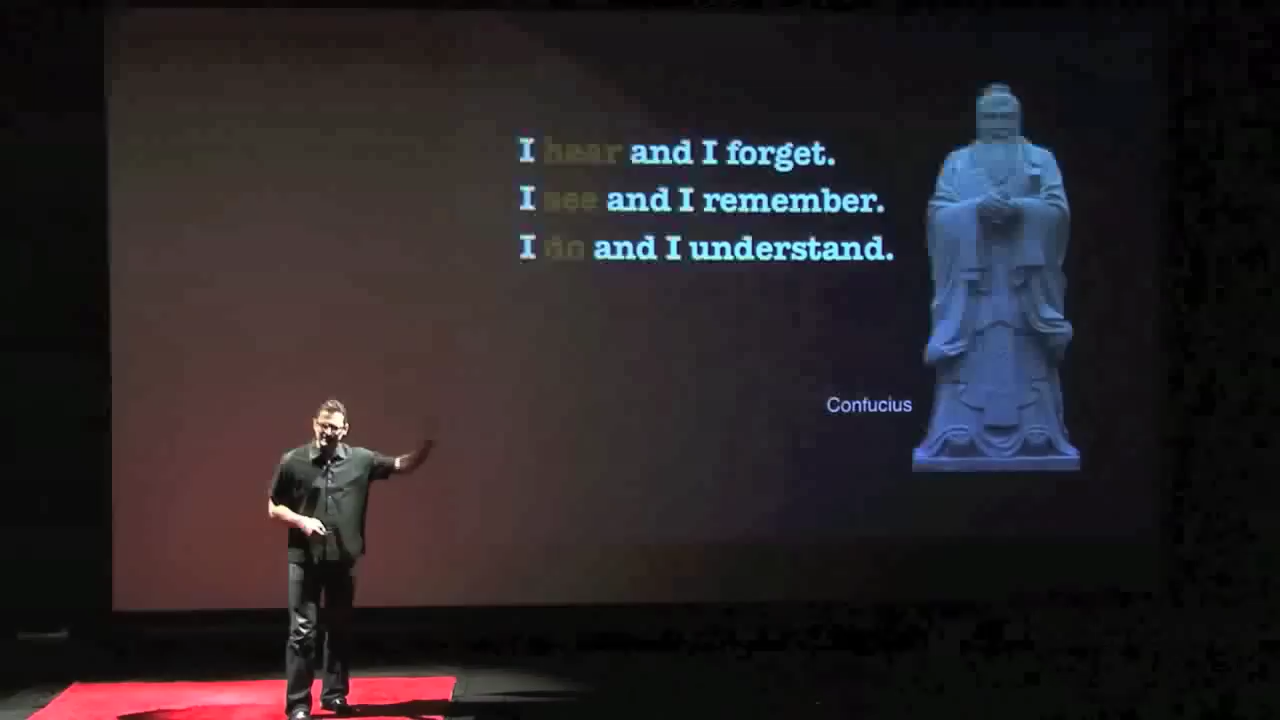 I hear and I forget.
I see and I remember.
I do and I understand.
Confucius